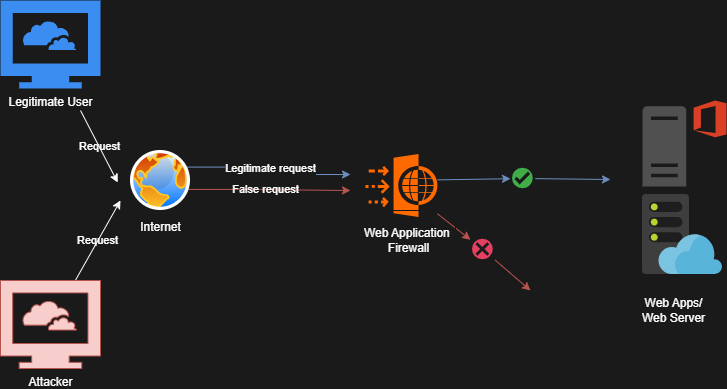 Legitimate User
Request
Legitimate request
False request
Internet
Request
Web Application
Firewall
Web Apps/
Web Server
Attacker